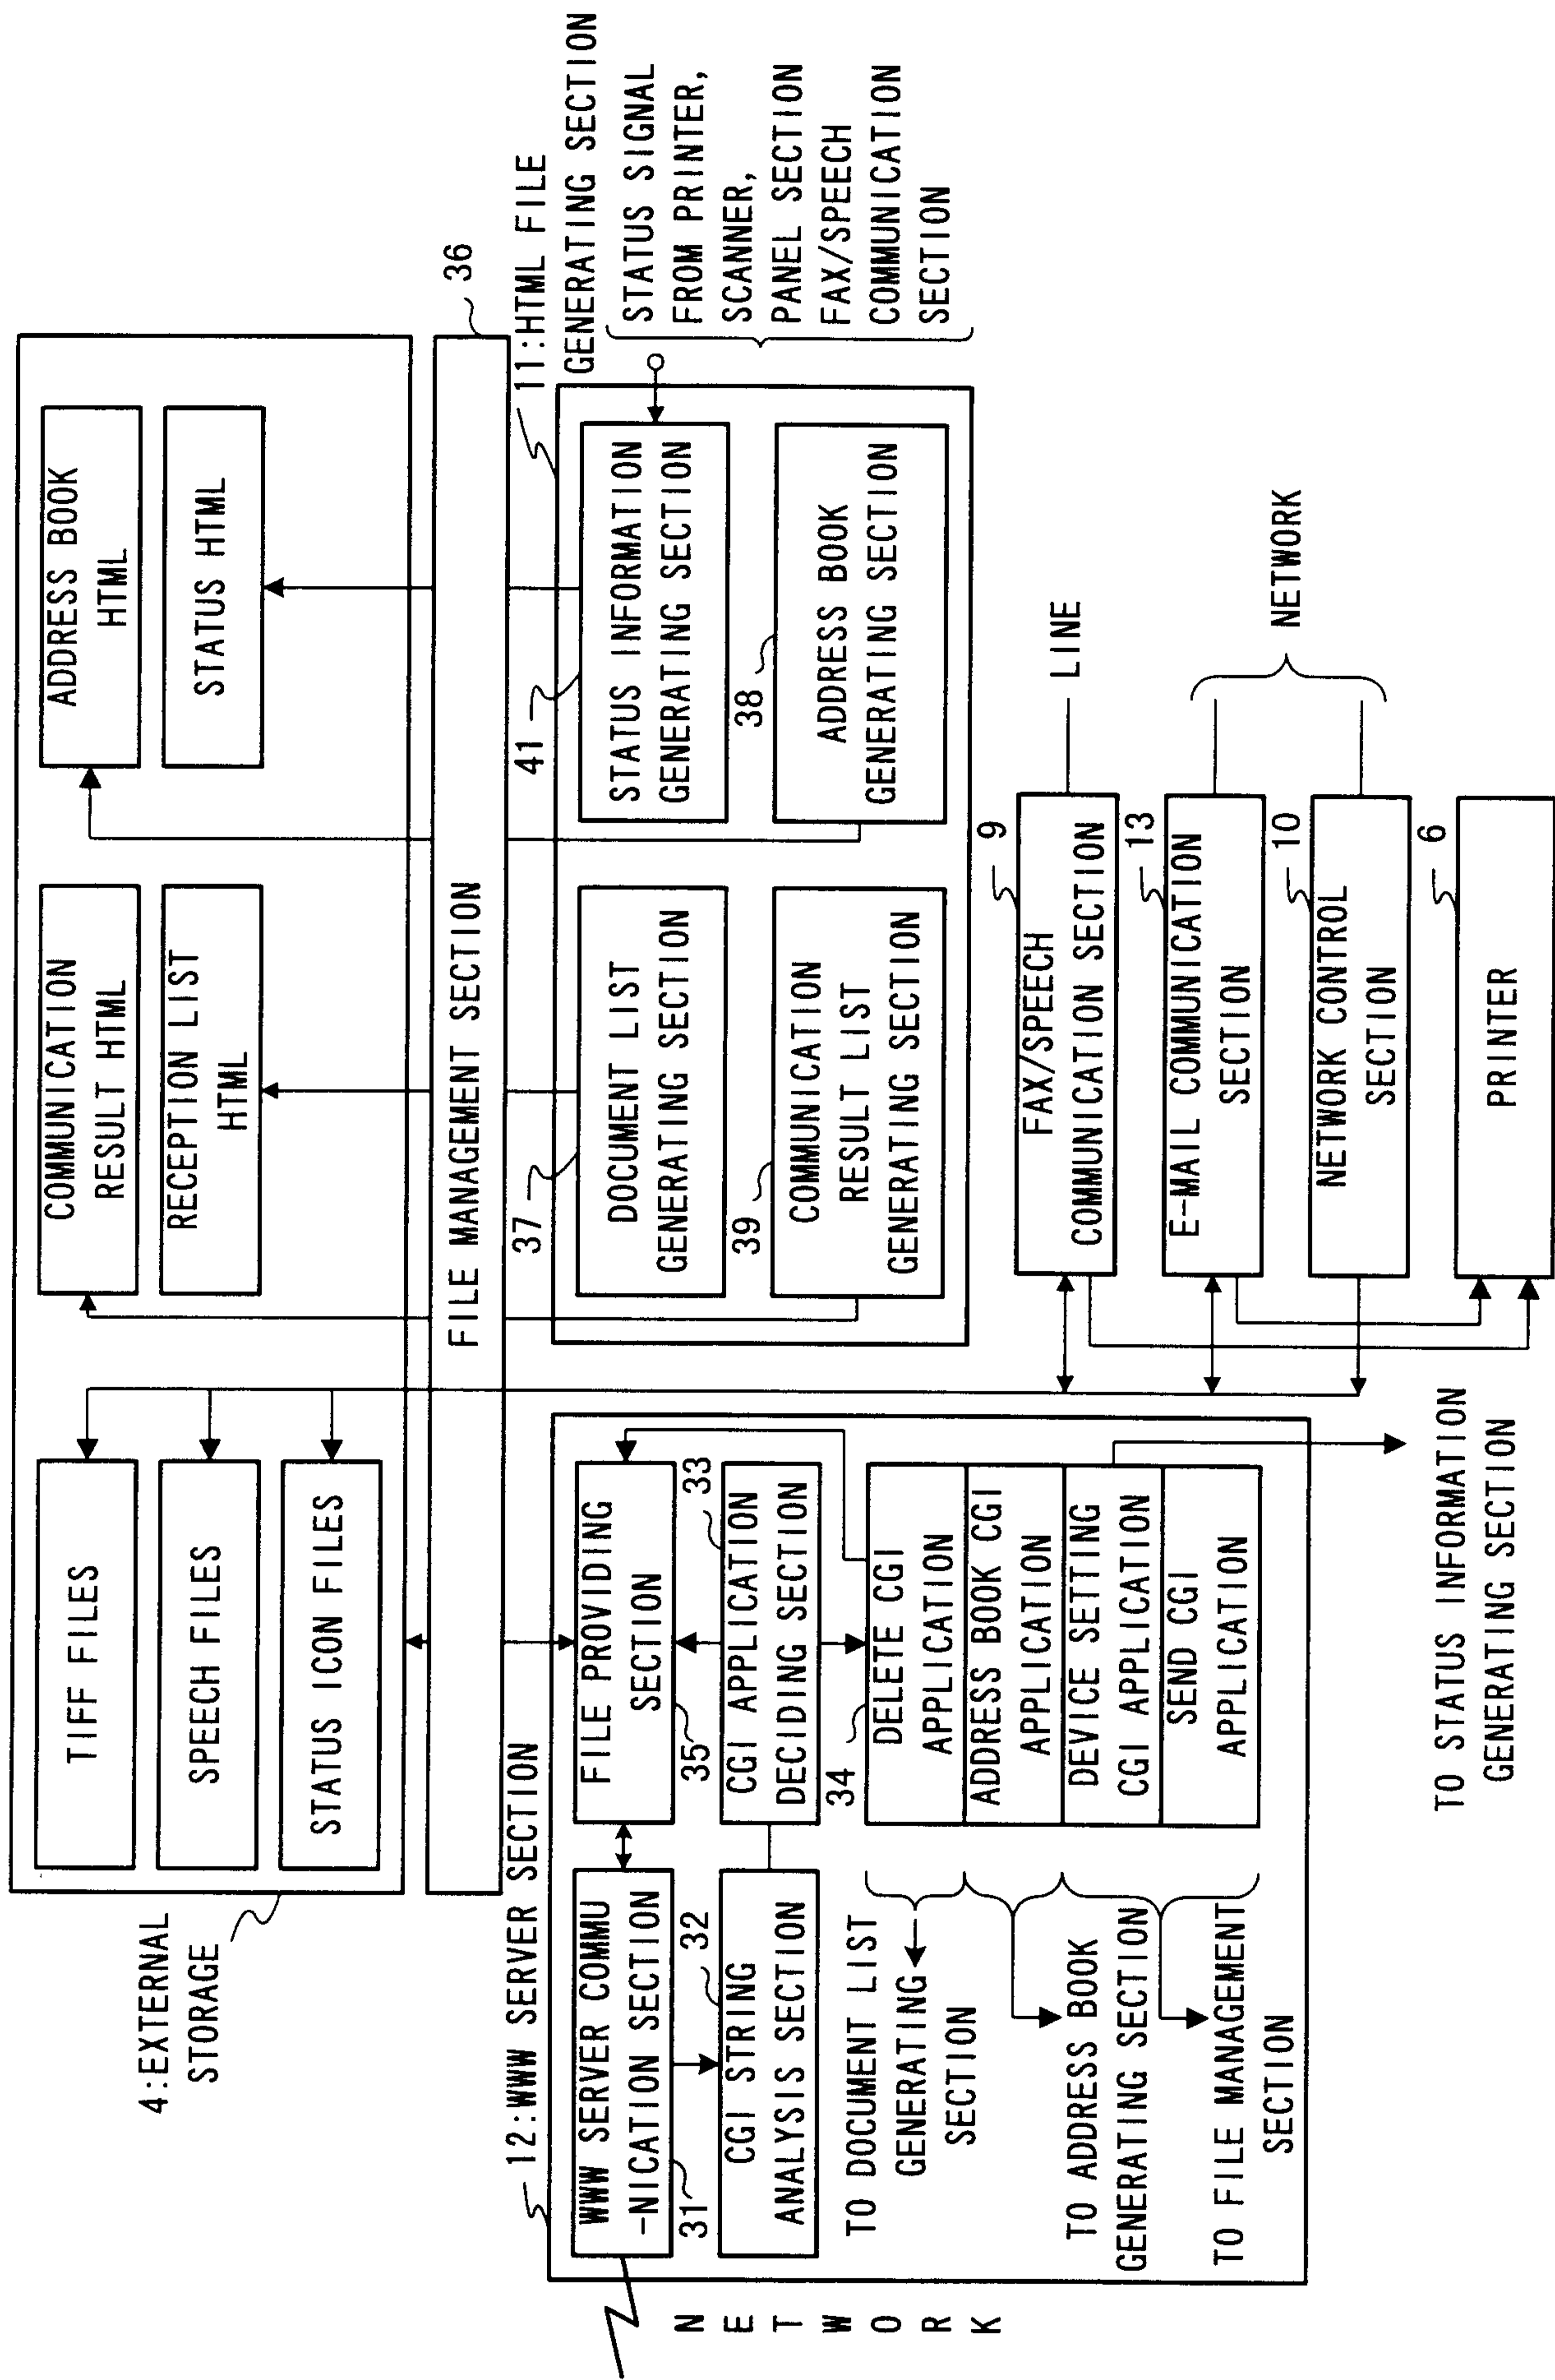 4:EXTERNAL
STORAGE
TIFF FILES
SPEECH FILES
STATUS ICON FILES
COMMUNICATION
RESULT HTML
RECEPTION LIST
HTML
ADDRESS BOOK
HTML
STATUS HTML
FILE MANAGEMENT SECTION
36
12:WWW SERVER SECTION
WWW SERVER COMMU
-NICATION SECTION
31
CGI STRING
ANALYSIS SECTION
32
FILE PROVIDING
SECTION
35
CGI APPLICATION
DECIDING SECTION
33
34
DELETE CGI
APPLICATION
ADDRESS BOOK CGI
APPLICATION
DEVICE SETTING
CGI APPLICATION
SEND CGI
APPLICATION
TO DOCUMENT LIST
GENERATING
SECTION
TO ADDRESS BOOK
GENERATING SECTION
TO FILE MANAGEMENT
SECTION
NETWORK
TO STATUS INFORMATION
GENERATING SECTION
11:HTML FILE
GENERATING SECTION
37
DOCUMENT LIST
GENERATING SECTION
39
COMMUNICATION
RESULT LIST
GENERATING SECTION
41
STATUS INFORMATION
GENERATING SECTION
38
ADDRESS BOOK
GENERATING SECTION
STATUS SIGNAL
FROM PRINTER,
SCANNER,
PANEL SECTION
FAX/SPEECH
COMMUNICATION
SECTION
FAX/SPEECH
COMMUNICATION SECTION
9
LINE
E-MAIL COMMUNICATION
SECTION
13
NETWORK CONTROL
SECTION
10
NETWORK
PRINTER
6